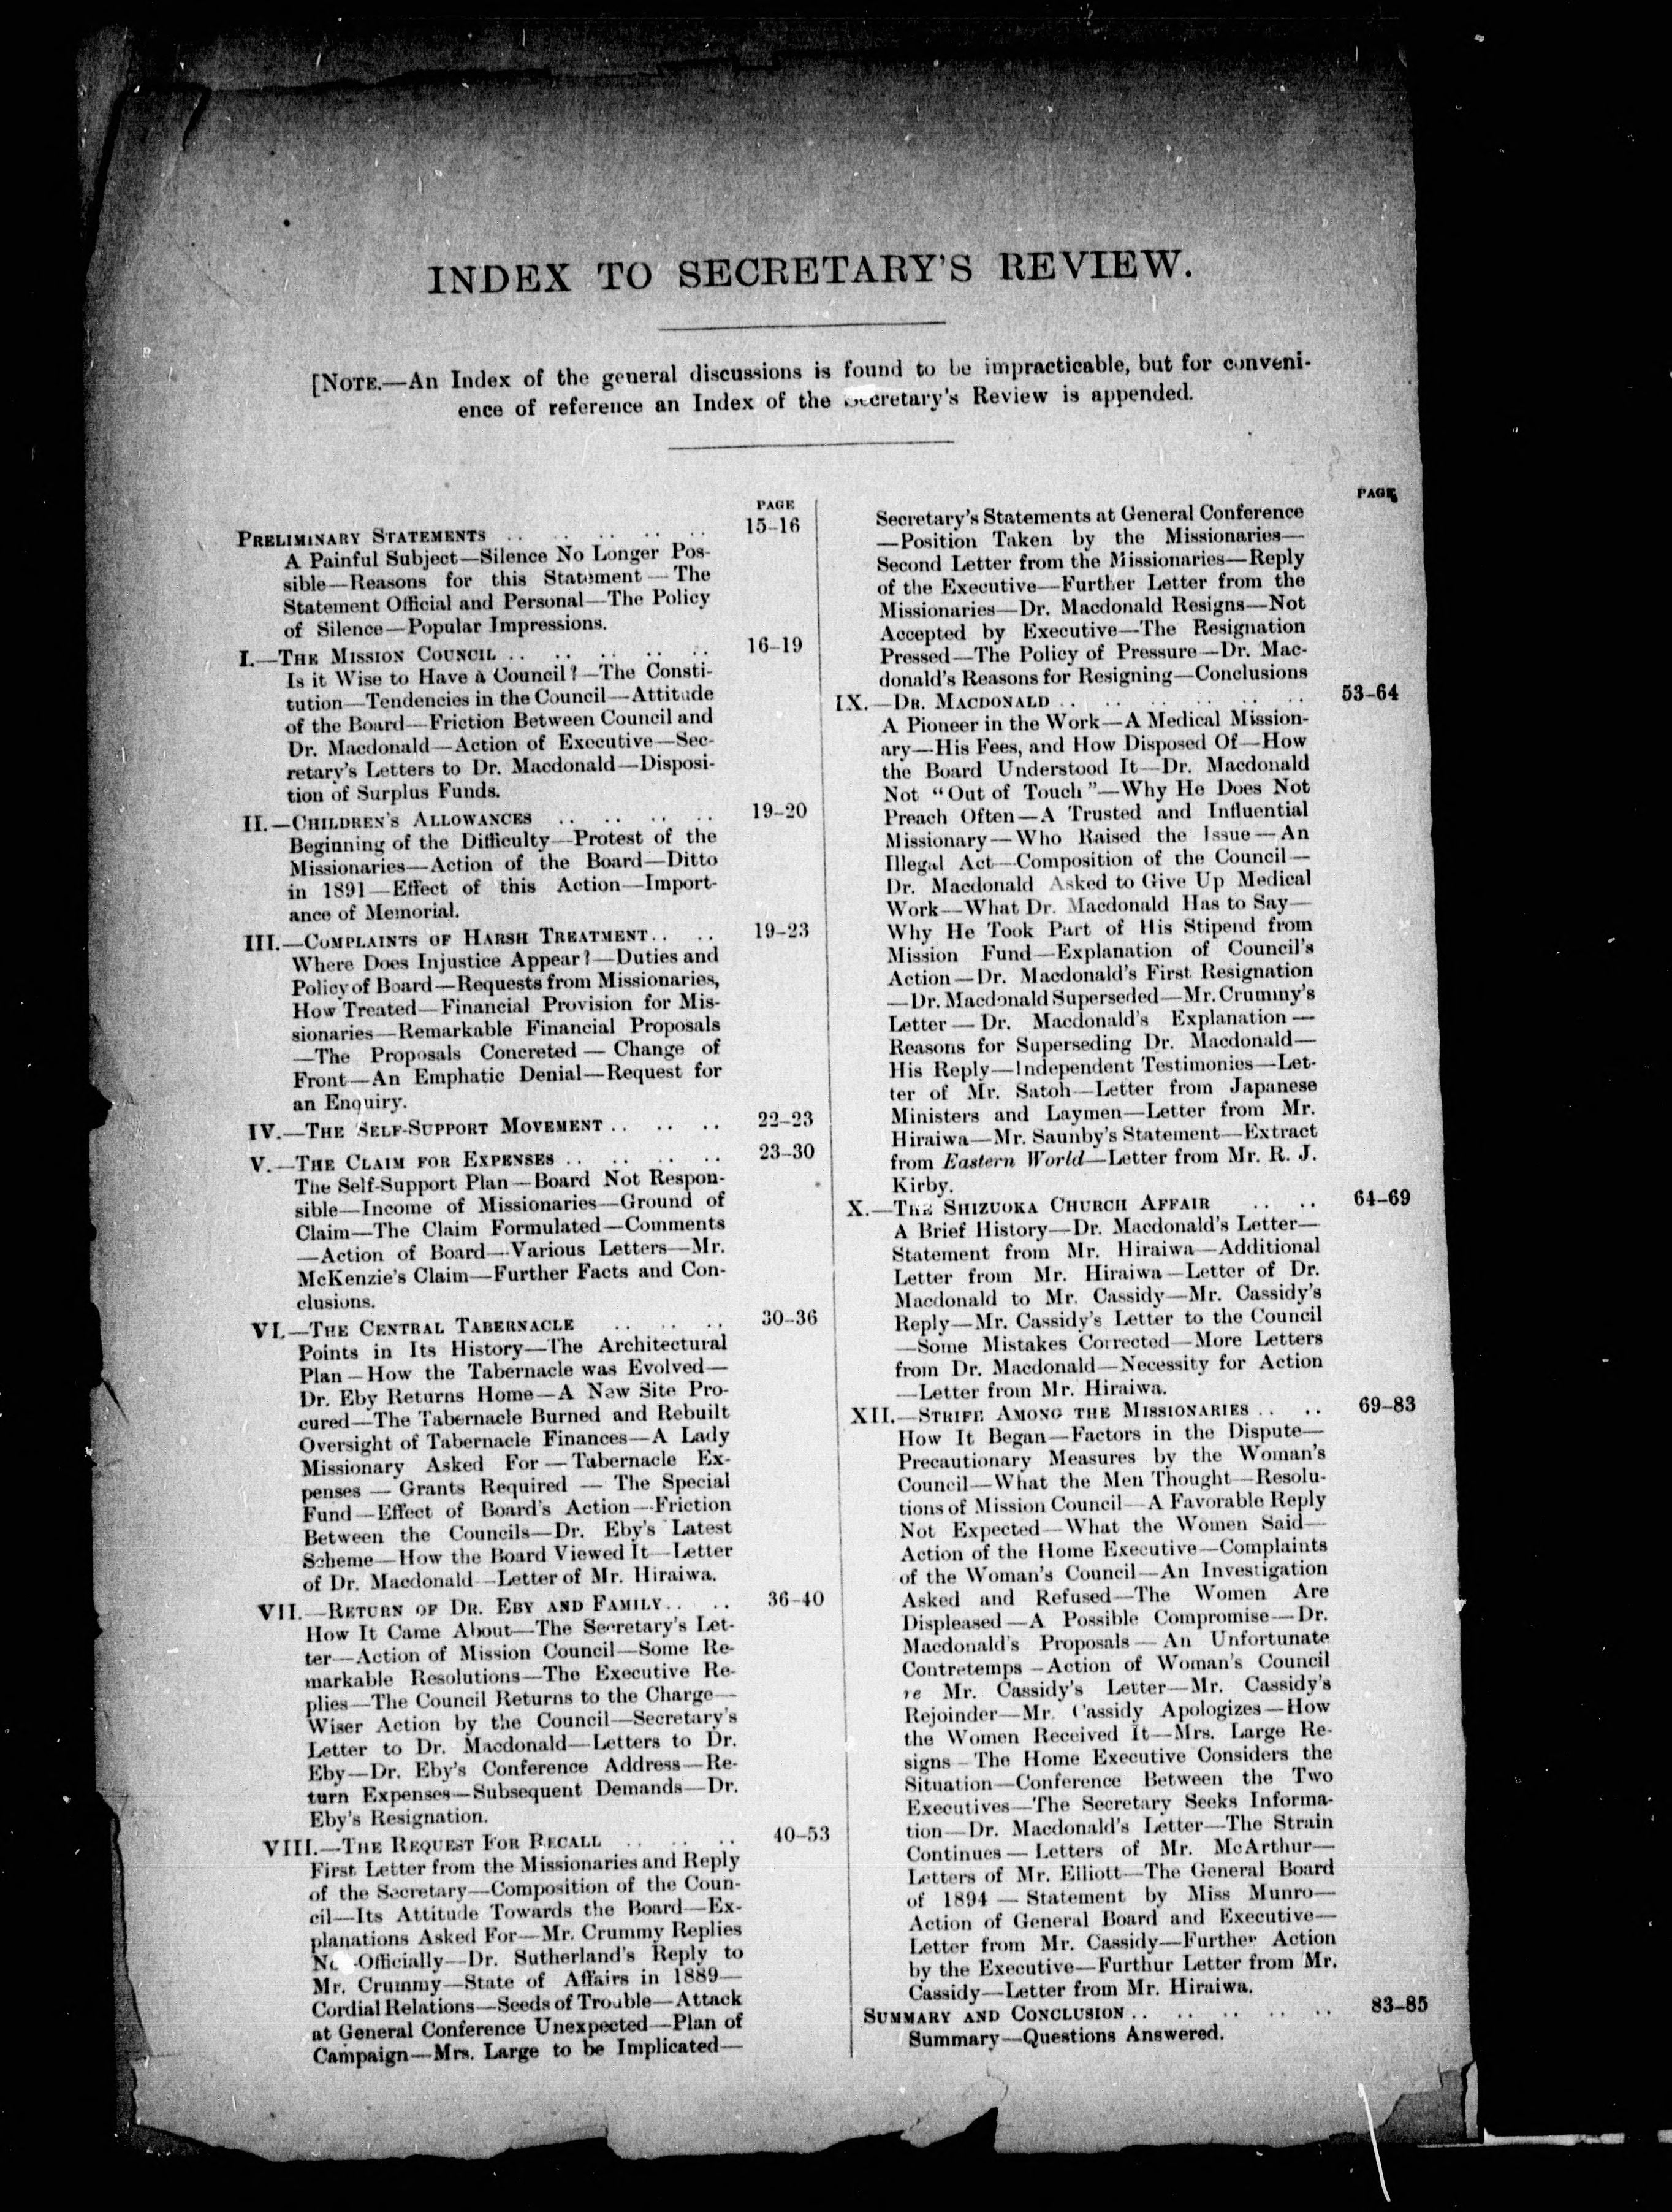 INDEX TO SECRETARY'S REVIEW.
[NOTE.—An Index of the general discussions is found to be impracticable, but for conveni-
ence of reference an Index of the Secretary's Review is appended.
PAGE
PRELIMINARY STATEMENTS .. .. .. .. .. 15-16
A Painful Subject—Silence No Longer Pos-
sible—Reasons for this Statement—The
Statement Official and Personal—The Policy
of Silence—Popular Impressions.
I.—THE MISSION COUNCIL .. .. .. .. .. 16-19
Is it Wise to Have a Council?—The Consti-
tution—Tendencies in the Council—Attitude
of the Board—Friction Between Council and
Dr. Macdonald—Action of Executive—Sec-
retary's Letters to Dr. Macdonald—Disposi-
tion of Surplus Funds.
II.—CHILDREN'S ALLOWANCES .. .. .. .. 19-20
Beginning of the Difficulty—Protest of the
Missionaries—Action of the Board—Ditto
in 1891—Effect of this Action—Import-
ance of Memorial.
III.—COMPLAINTS OF HARSH TREATMENT.. .. 19-23
Where Does Injustice Appear?—Duties and
Policy of Board—Requests from Missionaries,
How Treated—Financial Provision for Mis-
sionaries—Remarkable Financial Proposals
—The Proposals Concreted—Change of
Front—An Emphatic Denial—Request for
an Enquiry.
IV.—THE SELF-SUPPORT MOVEMENT .. .. .. 22-23
V.—THE CLAIM FOR EXPENSES .. .. .. .. 23-30
The Self-Support Plan—Board Not Respon-
sible—Income of Missionaries—Ground of
Claim—The Claim Formulated—Comments
—Action of Board—Various Letters—Mr.
McKenzie's Claim—Further Facts and Con-
clusions.
VI.—THE CENTRAL TABERNACLE .. .. .. 30-36
Points in Its History—The Architectural
Plan—How the Tabernacle was Evolved—
Dr. Eby Returns Home—A New Site Pro-
cured—The Tabernacle Burned and Rebuilt
Oversight of Tabernacle Finances—A Lady
Missionary Asked For—Tabernacle Ex-
penses—Grants Required—The Special
Fund—Effect of Board's Action—Friction
Between the Councils—Dr. Eby's Latest
Scheme—How the Board Viewed It—Letter
of Dr. Macdonald—Letter of Mr. Hiraiwa.
VII.—RETURN OF DR. EBY AND FAMILY.. .. 36-40
How It Came About—The Secretary's Let-
ter—Action of Mission Council—Some Re-
markable Resolutions—The Executive Re-
plies—The Council Returns to the Charge—
Wiser Action by the Council—Secretary's
Letter to Dr. Macdonald—Letters to Dr.
Eby—Dr. Eby's Conference Address—Re-
turn Expenses—Subsequent Demands—Dr.
Eby's Resignation.
VIII.—THE REQUEST FOR RECALL .. .. .. 40-53
First Letter from the Missionaries and Reply
of the Secretary—Composition of the Coun-
cil—Its Attitude Towards the Board—Ex-
planations Asked For—Mr. Crummy Replies
-Officially—Dr. Sutherland's Reply to
Mr. Crummy—State of Affairs in 1889—
Cordial Relations—Seeds of Trouble—Attack
at General Conference Unexpected—Plan of
Campaign—Mrs. Large to be Implicated—
PAGE
Secretary's Statements at General Conference
—Position Taken by the Missionaries—
Second Letter from the Missionaries—Reply
of the Executive—Further Letter from the
Missionaries—Dr. Macdonald Resigns—Not
Accepted by Executive—The Resignation
Pressed—The Policy of Pressure—Dr. Mac-
donald's Reasons for Resigning—Conclusions
IX.—DR. MACDONALD .. .. .. .. .. .. 53-64
A Pioneer in the Work—A Medical Mission-
ary—His Fees, and How Disposed Of—How
the Board Understood It—Dr. Macdonald
Not "Out of Touch"—Why He Does Not
Preach Often—A Trusted and Influential
Missionary—Who Raised the Issue—An
Illegal Act—Composition of the Council—
Dr. Macdonald Asked to Give Up Medical
Work—What Dr. Macdonald Has to Say—
Why He Took Part of His Stipend from
Mission Fund—Explanation of Council's
Action—Dr. Macdonald's First Resignation
—Dr. Macdonald Superseded—Mr. Crummy's
Letter—Dr. Macdonald's Explanation—
Reasons for Superseding Dr. Macdonald—
His Reply—Independent Testimonies—Let-
ter of Mr. Satoh—Letter from Japanese
Ministers and Laymen—Letter from Mr.
Hiraiwa—Mr. Saunby's Statement—Extract
from Eastern World—Letter from Mr. R. J.
Kirby.
X.—THE SHIZUOKA CHURCH AFFAIR .. .. 64-69
A Brief History—Dr. Macdonald's Letter—
Statement from Mr. Hiraiwa—Additional
Letter from Mr. Hiraiwa—Letter of Dr.
Macdonald to Mr. Cassidy—Mr. Cassidy's
Reply—Mr. Cassidy's Letter to the Council
—Some Mistakes Corrected—More Letters
from Dr. Macdonald—Necessity for Action
—Letter from Mr. Hiraiwa.
XII.—STRIFE AMONG THE MISSIONARIES .. .. 69-83
How It Began—Factors in the Dispute—
Precautionary Measures by the Woman's
Council—What the Men Thought—Resolu-
tions of Mission Council—A Favorable Reply
Not Expected—What the Women Said—
Action of the Home Executive—Complaints
of the Woman's Council—An Investigation
Asked and Refused—The Women Are
Displeased—A Possible Compromise—Dr.
Macdonald's Proposals—An Unfortunate
Contretemps—Action of Woman's Council
re Mr. Cassidy's Letter—Mr. Cassidy's
Rejoinder—Mr. Cassidy Apologizes—How
the Women Received It—Mrs. Large Re-
signs—The Home Executive Considers the
Situation—Conference Between the Two
Executives—The Secretary Seeks Informa-
tion—Dr. Macdonald's Letter—The Strain
Continues—Letters of Mr. McArthur—
Letters of Mr. Elliott—The General Board
of 1894—Statement by Miss Munro—
Action of General Board and Executive—
Letter from Mr. Cassidy—Further Action
by the Executive—Furthur Letter from Mr.
Cassidy—Letter from Mr. Hiraiwa.
SUMMARY AND CONCLUSION .. .. .. .. .. 83-85
Summary—Questions Answered.